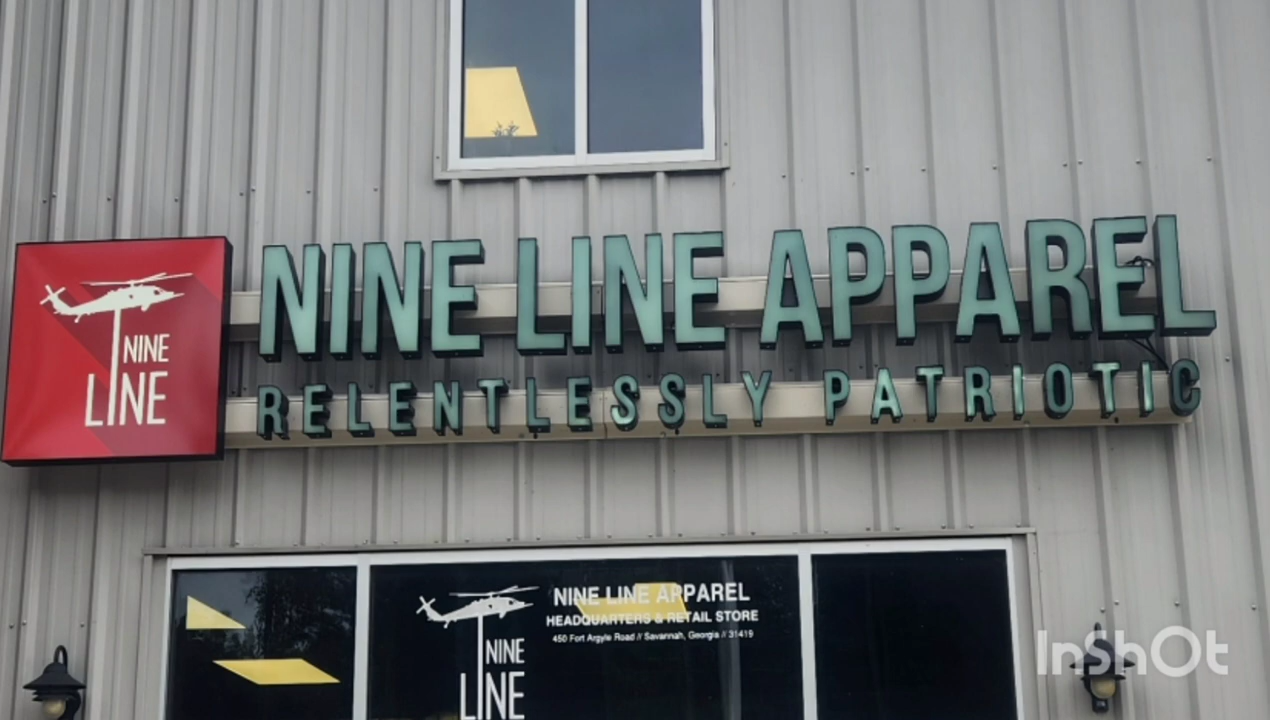 NINE LINE APPAREL
RELENTLESSLY PATRIOTIC
NINE
LINE
NINE LINE APPAREL
HEADQUARTERS & RETAIL STORE
450 Fort Argyle Road // Savannah, Georgia // 31419
NINE
LINE
InShOt